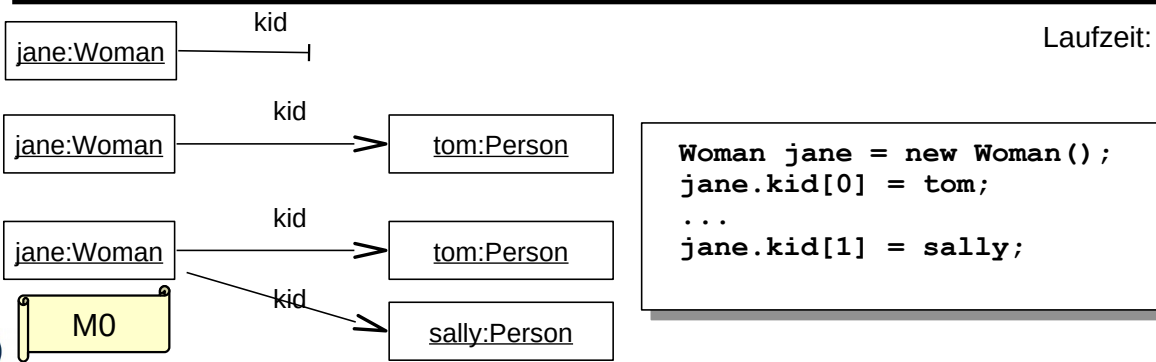 kid
jane:Woman
Laufzeit:
kid
jane:Woman
tom:Person
Woman jane = new Woman();
jane.kid[0] = tom;
...
jane.kid[1] = sally;
kid
jane:Woman
tom:Person
kid
M0
sally:Person